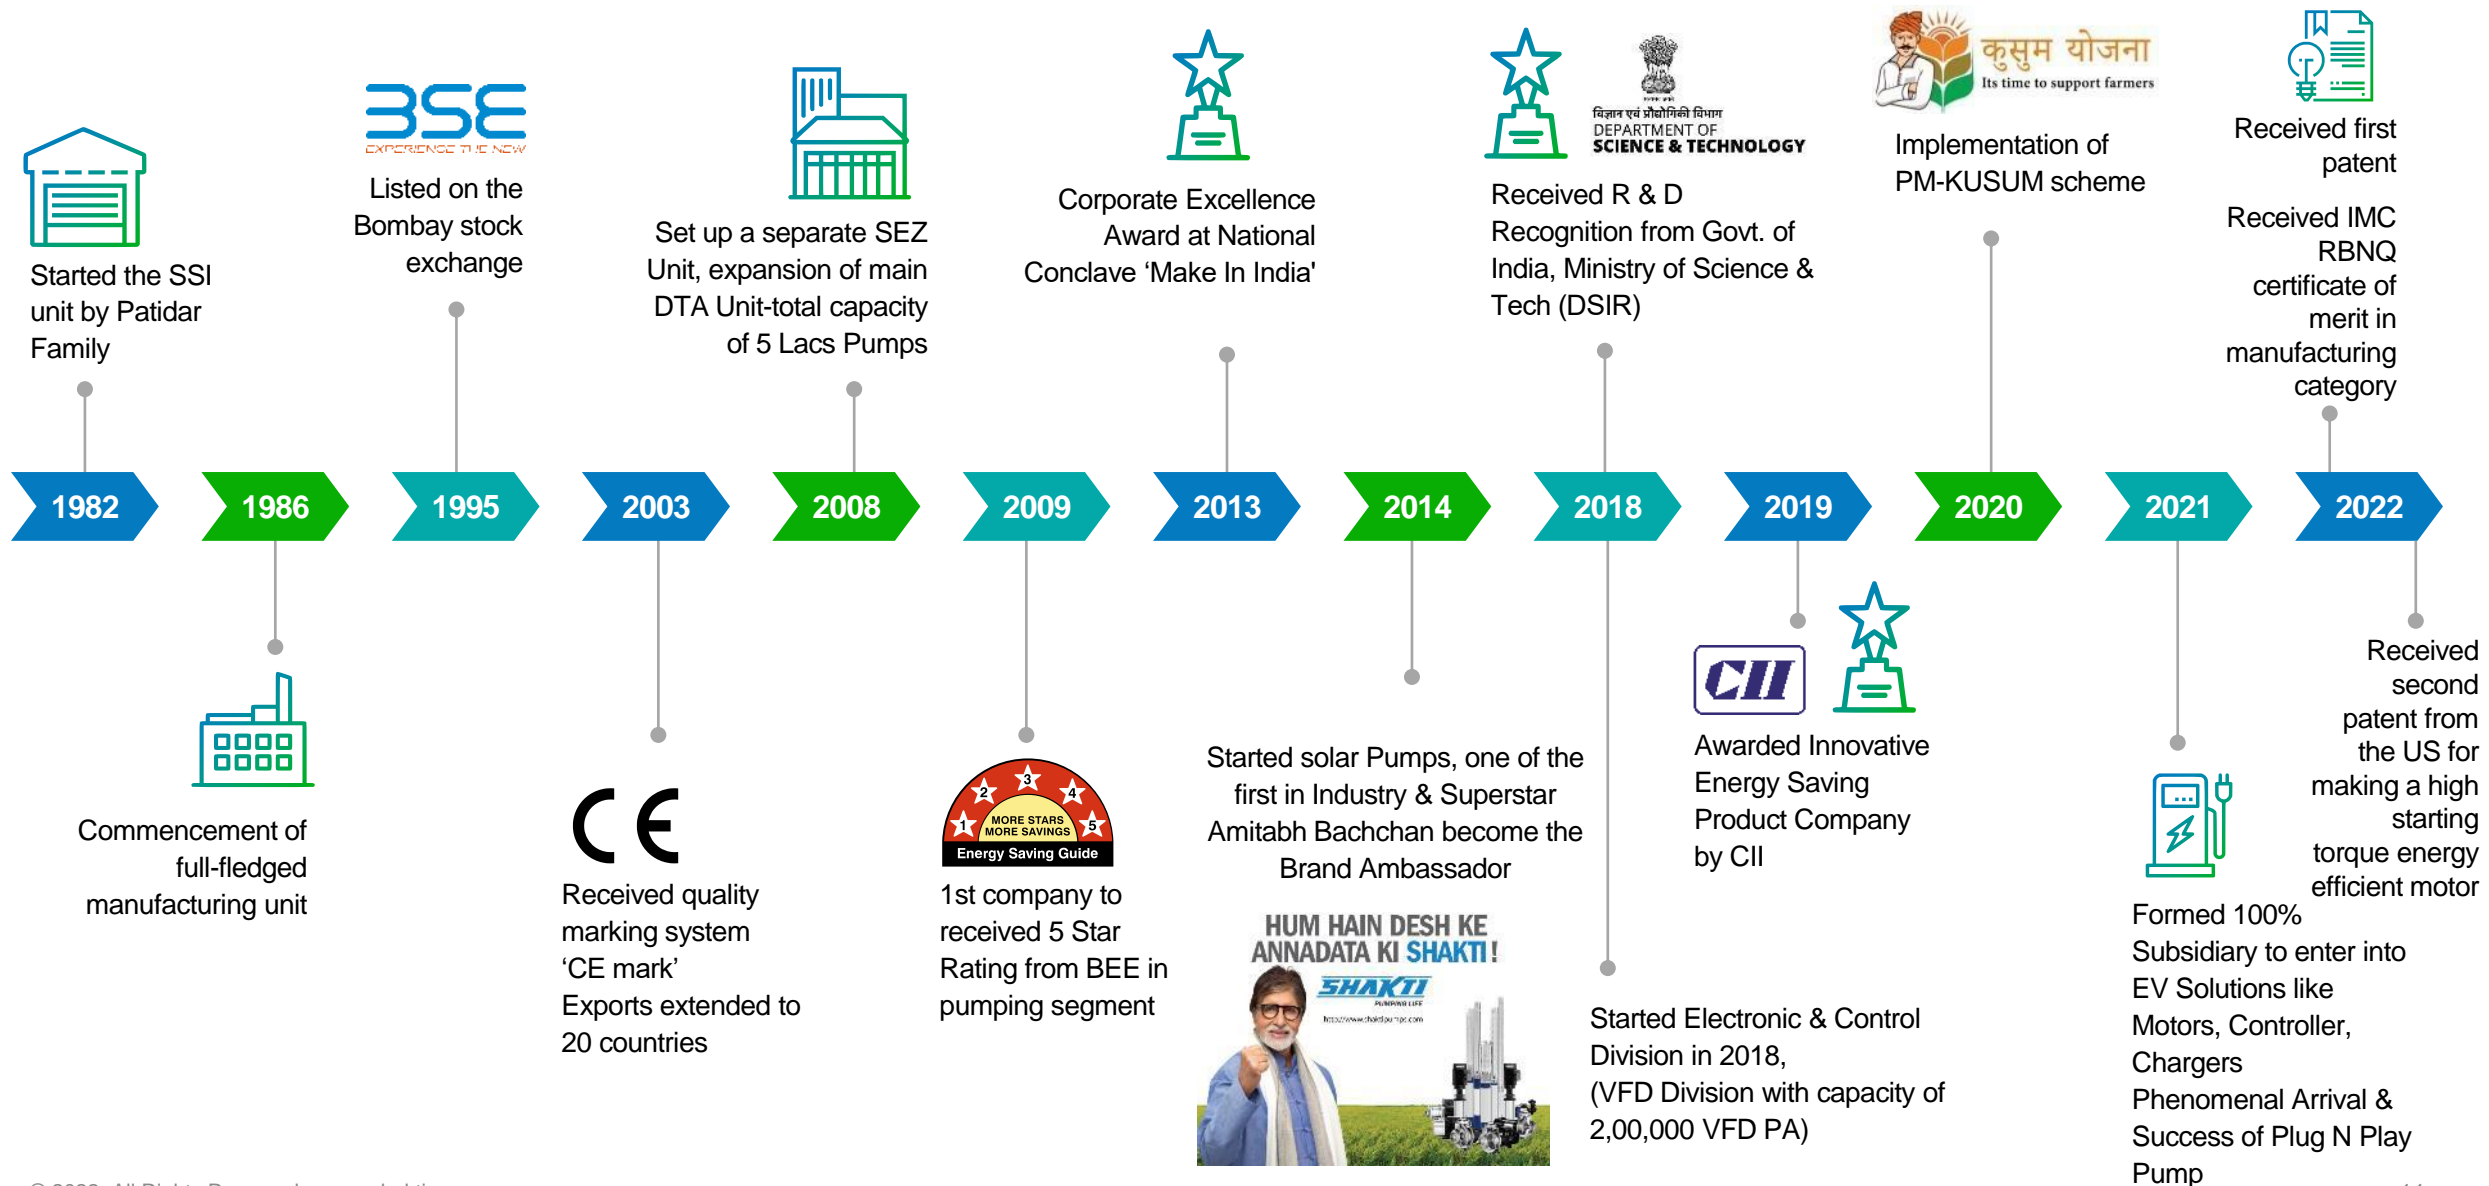 BSE
EXPERIENCE THE NEW
Started the SSI
unit by Patidar
Family
Listed on the
Bombay stock
exchange
Set up a separate SEZ
Unit, expansion of main
DTA Unit-total capacity
of 5 Lacs Pumps
Corporate Excellence
Award at National
Conclave ‘Make In India'
विज्ञान एवं प्रौद्योगिकी विभाग
DEPARTMENT OF
SCIENCE & TECHNOLOGY
Received R & D
Recognition from Govt. of
India, Ministry of Science &
Tech (DSIR)
कुसुम योजना
Its time to support farmers
Implementation of
PM-KUSUM scheme
Received first
patent
Received IMC
RBNQ
certificate of
merit in
manufacturing
category
1982
1986
1995
2003
2008
2009
2013
2014
2018
2019
2020
2021
2022
Commencement of
full-fledged
manufacturing unit
CE
Received quality
marking system
‘CE mark’
Exports extended to
20 countries
1 2 3 4 5
MORE STARS
MORE SAVINGS
Energy Saving Guide
1st company to
received 5 Star
Rating from BEE in
pumping segment
Started solar Pumps, one of the
first in Industry & Superstar
Amitabh Bachchan become the
Brand Ambassador
HUM HAIN DESH KE
ANNADATA KI SHAKTI!
SHAKTI
PUMPING LIFE
http://www.shaktipumps.com
Started Electronic & Control
Division in 2018,
(VFD Division with capacity of
2,00,000 VFD PA)
CII
Awarded Innovative
Energy Saving
Product Company
by CII
Formed 100%
Subsidiary to enter into
EV Solutions like
Motors, Controller,
Chargers
Phenomenal Arrival &
Success of Plug N Play
Pump
Received
second
patent from
the US for
making a high
starting
torque energy
efficient motor